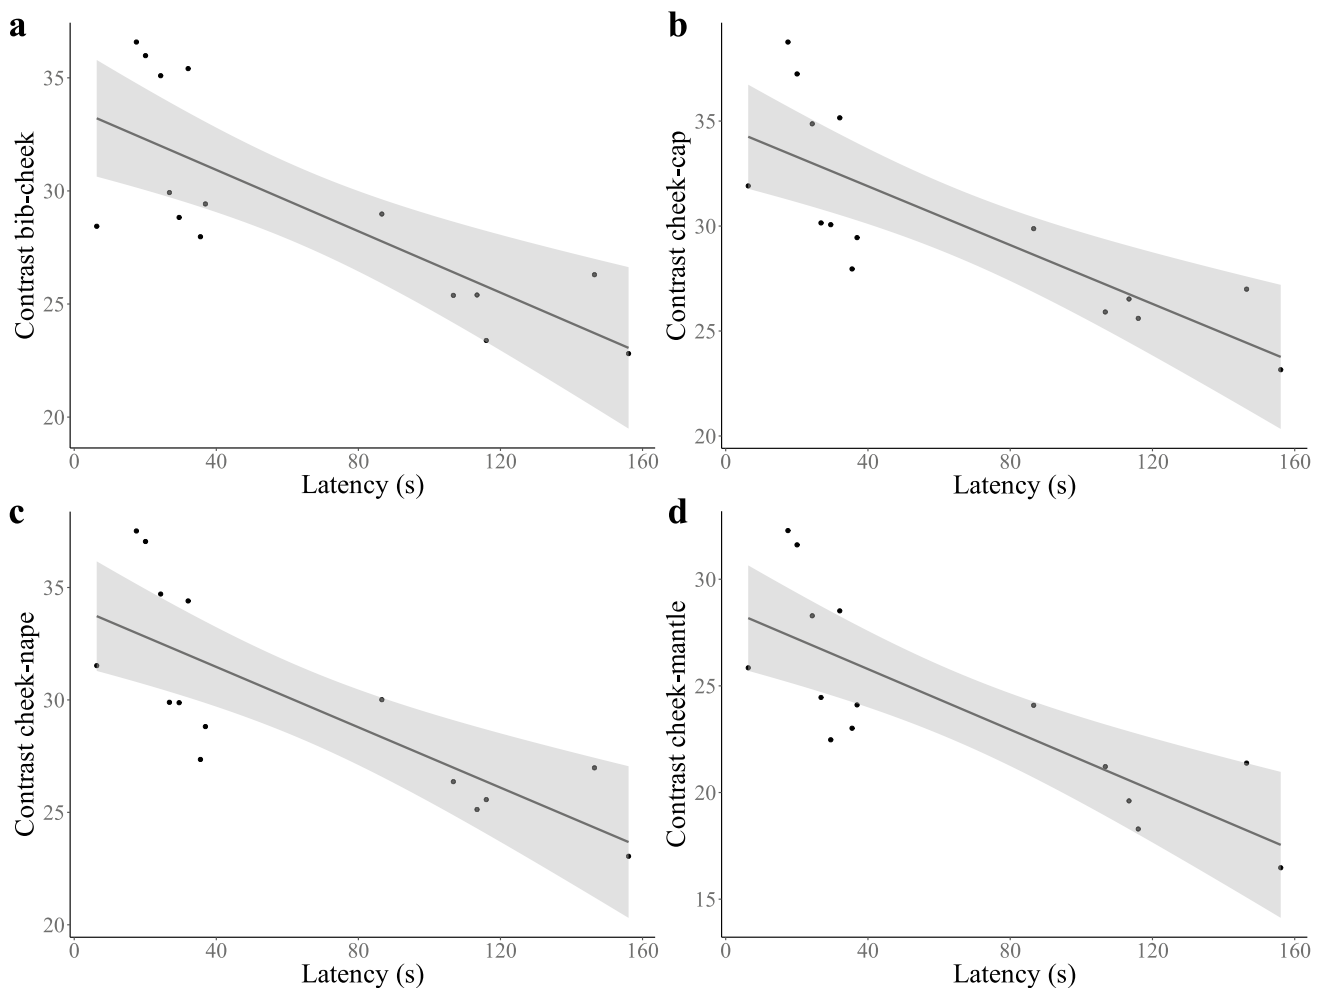 a
Contrast bib-cheek
35
30
25
20
0 40 80 120 160
Latency (s)
b
Contrast cheek-cap
35
30
25
20
0 40 80 120 160
Latency (s)
c
Contrast cheek-nape
35
30
25
20
0 40 80 120 160
Latency (s)
d
Contrast cheek-mantle
30
25
20
15
0 40 80 120 160
Latency (s)